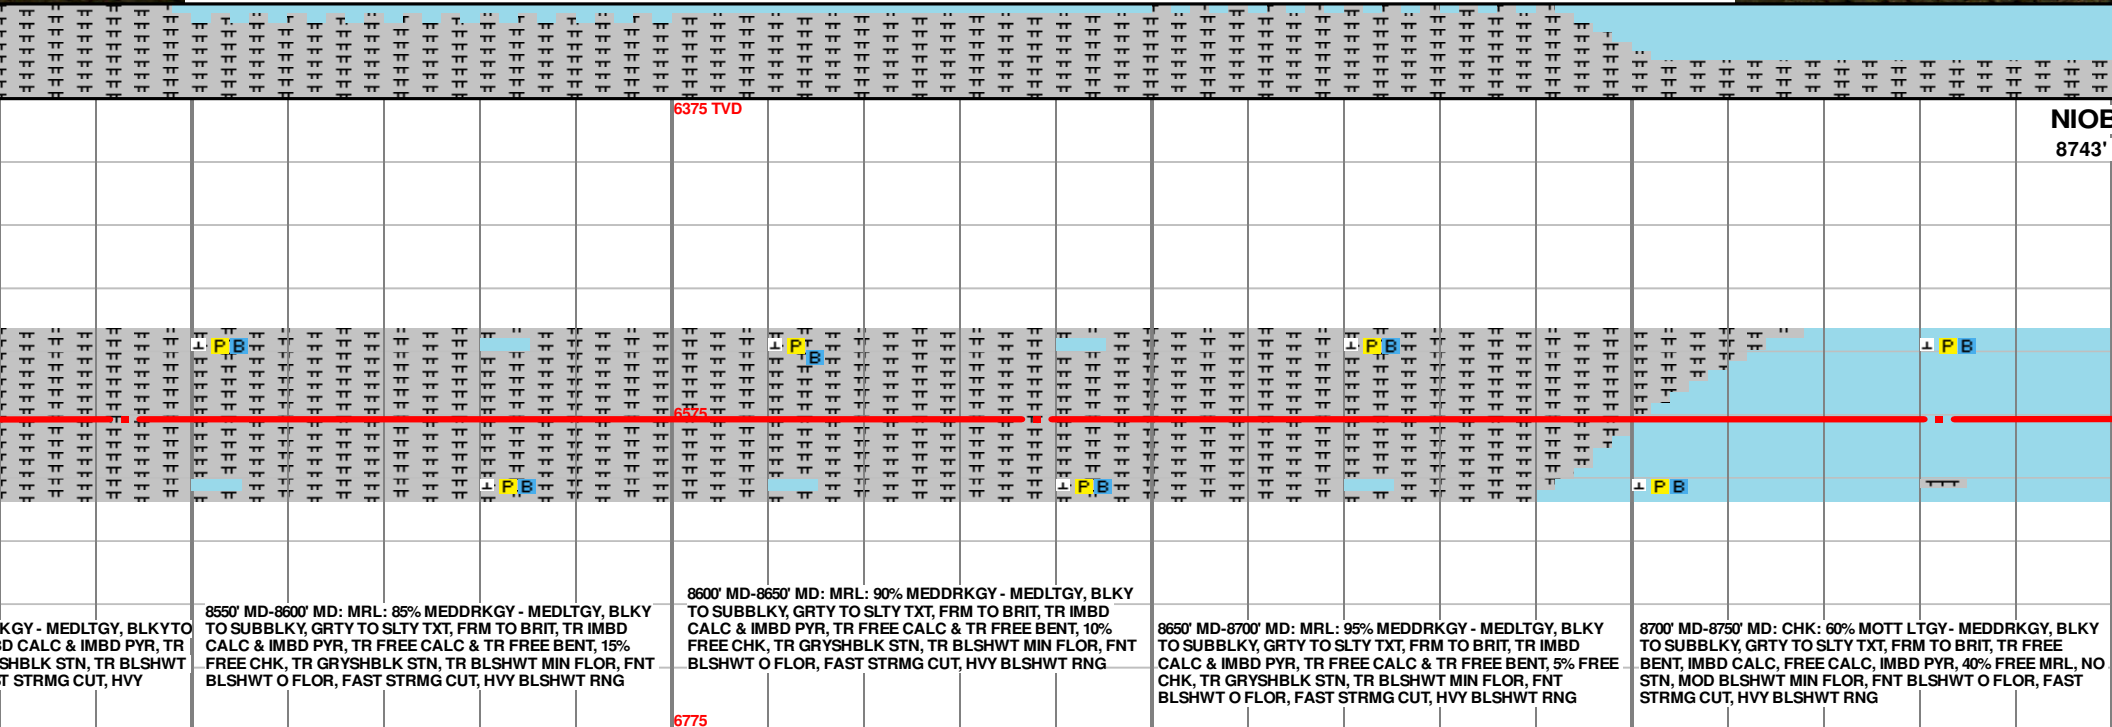 6375 TVD
NIOB
8743'
P B
P
B
P B
P B
6575
P B
P B
P B
KGY - MEDLTGY, BLKY TO
D CALC & IMBD PYR, TR
SHBLK STN, TR BLSHWT
T STRMG CUT, HVY
8550' MD-8600' MD: MRL: 85% MEDDRKGY - MEDLTGY, BLKY
TO SUBBLKY, GRTY TO SLTY TXT, FRM TO BRIT, TR IMBD
CALC & IMBD PYR, TR FREE CALC & TR FREE BENT, 15%
FREE CHK, TR GRYSHBLK STN, TR BLSHWT MIN FLOR, FNT
BLSHWT O FLOR, FAST STRMG CUT, HVY BLSHWT RNG
8600' MD-8650' MD: MRL: 90% MEDDRKGY - MEDLTGY, BLKY
TO SUBBLKY, GRTY TO SLTY TXT, FRM TO BRIT, TR IMBD
CALC & IMBD PYR, TR FREE CALC & TR FREE BENT, 10%
FREE CHK, TR GRYSHBLK STN, TR BLSHWT MIN FLOR, FNT
BLSHWT O FLOR, FAST STRMG CUT, HVY BLSHWT RNG
8650' MD-8700' MD: MRL: 95% MEDDRKGY - MEDLTGY, BLKY
TO SUBBLKY, GRTY TO SLTY TXT, FRM TO BRIT, TR IMBD
CALC & IMBD PYR, TR FREE CALC & TR FREE BENT, 5% FREE
CHK, TR GRYSHBLK STN, TR BLSHWT MIN FLOR, FNT
BLSHWT O FLOR, FAST STRMG CUT, HVY BLSHWT RNG
8700' MD-8750' MD: CHK: 60% MOTT LTGY- MEDDRKGY, BLKY
TO SUBBLKY, GRTY TO SLTY TXT, FRM TO BRIT, TR FREE
BENT, IMBD CALC, FREE CALC, IMBD PYR, 40% FREE MRL, NO
STN, MOD BLSHWT MIN FLOR, FNT BLSHWT O FLOR, FAST
STRMG CUT, HVY BLSHWT RNG
6775